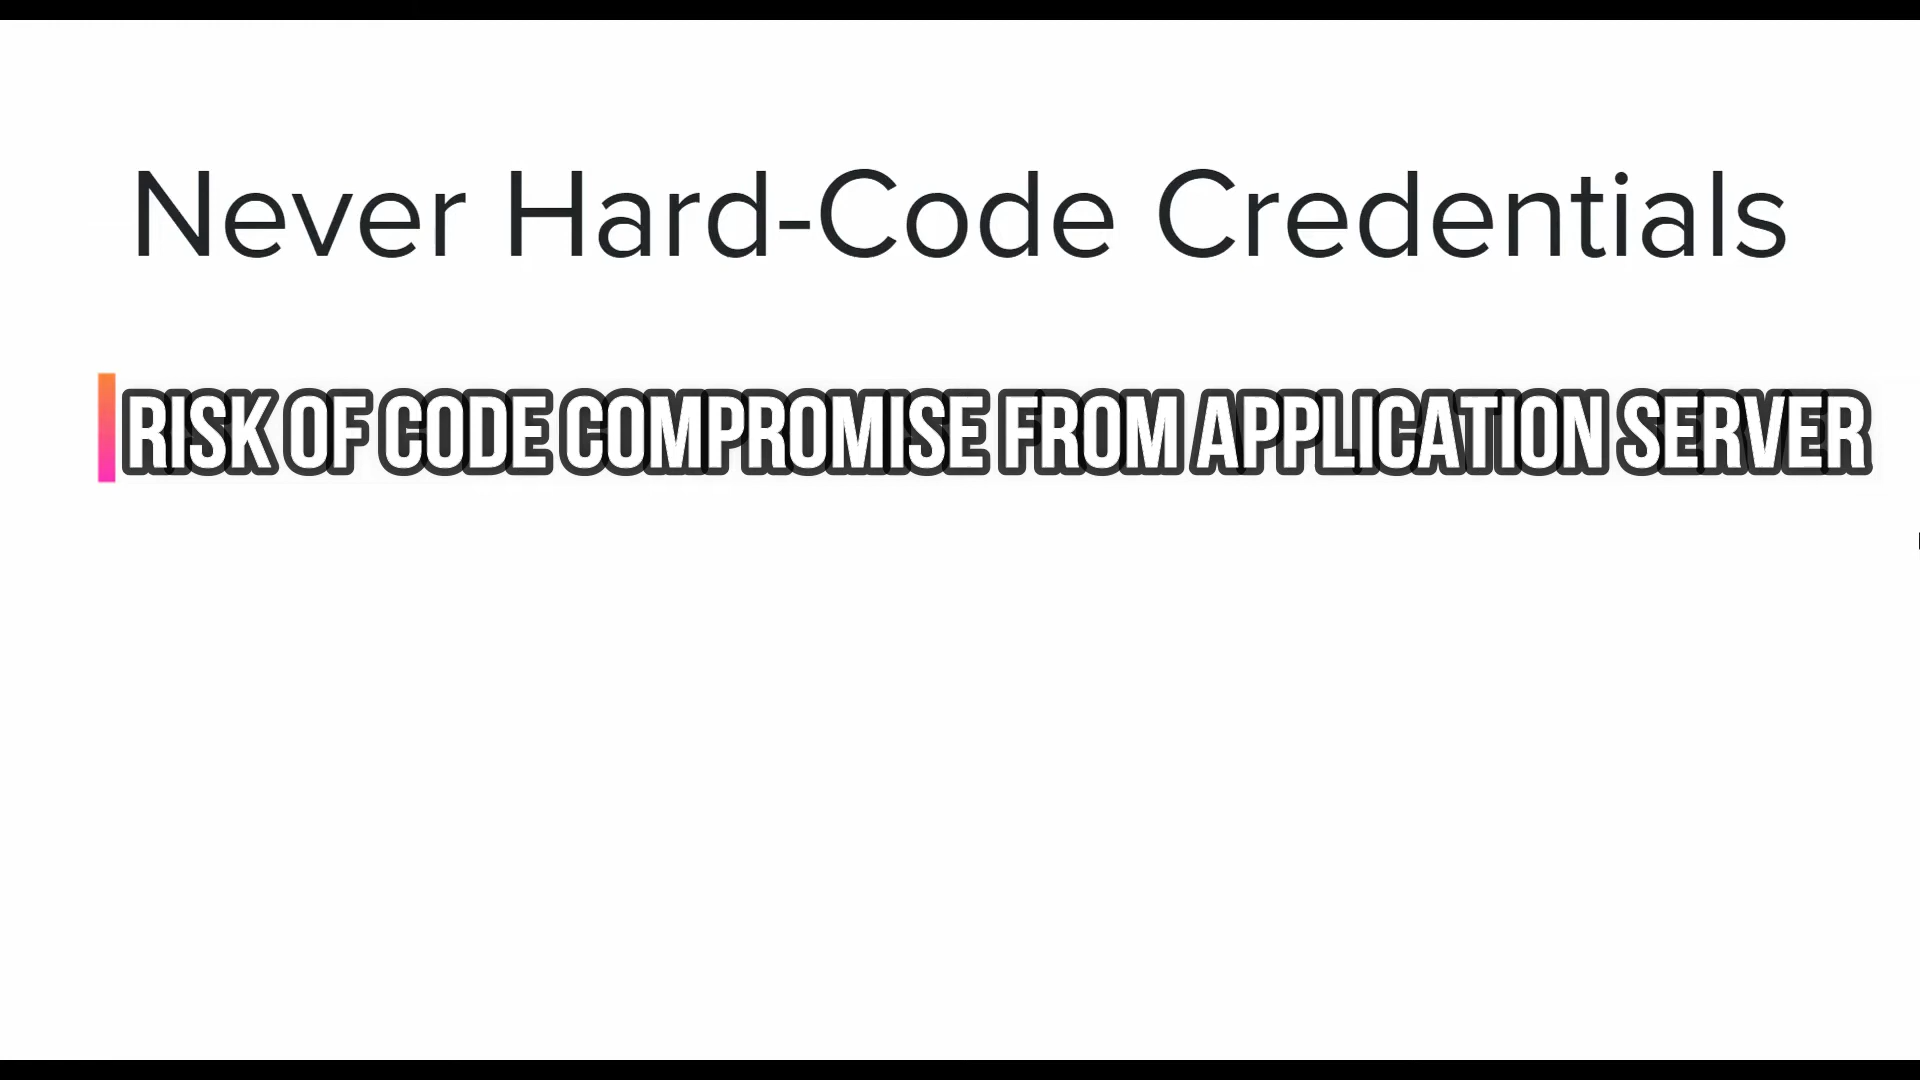 Never Hard-Code Credentials
RISK OF CODE COMPROMISE FROM APPLICATION SERVER